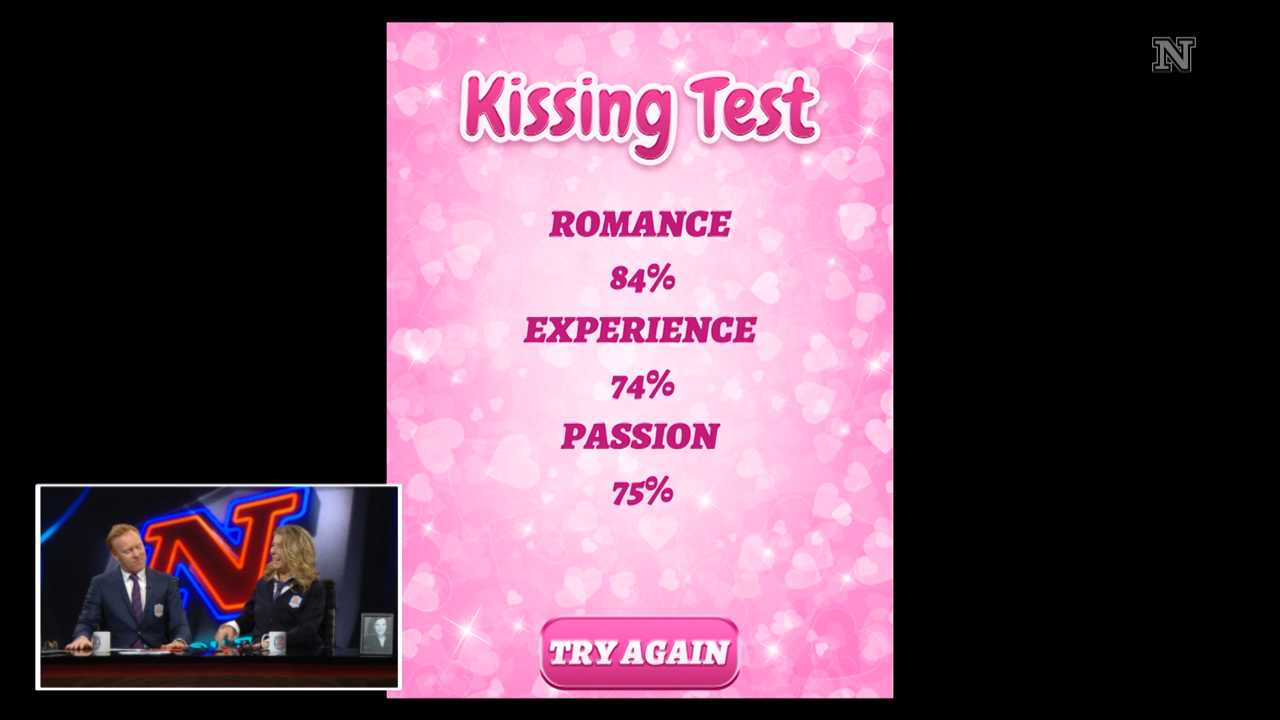 N
Kissing Test
ROMANCE
84%
EXPERIENCE
74%
PASSION
75%
TRY AGAIN
N